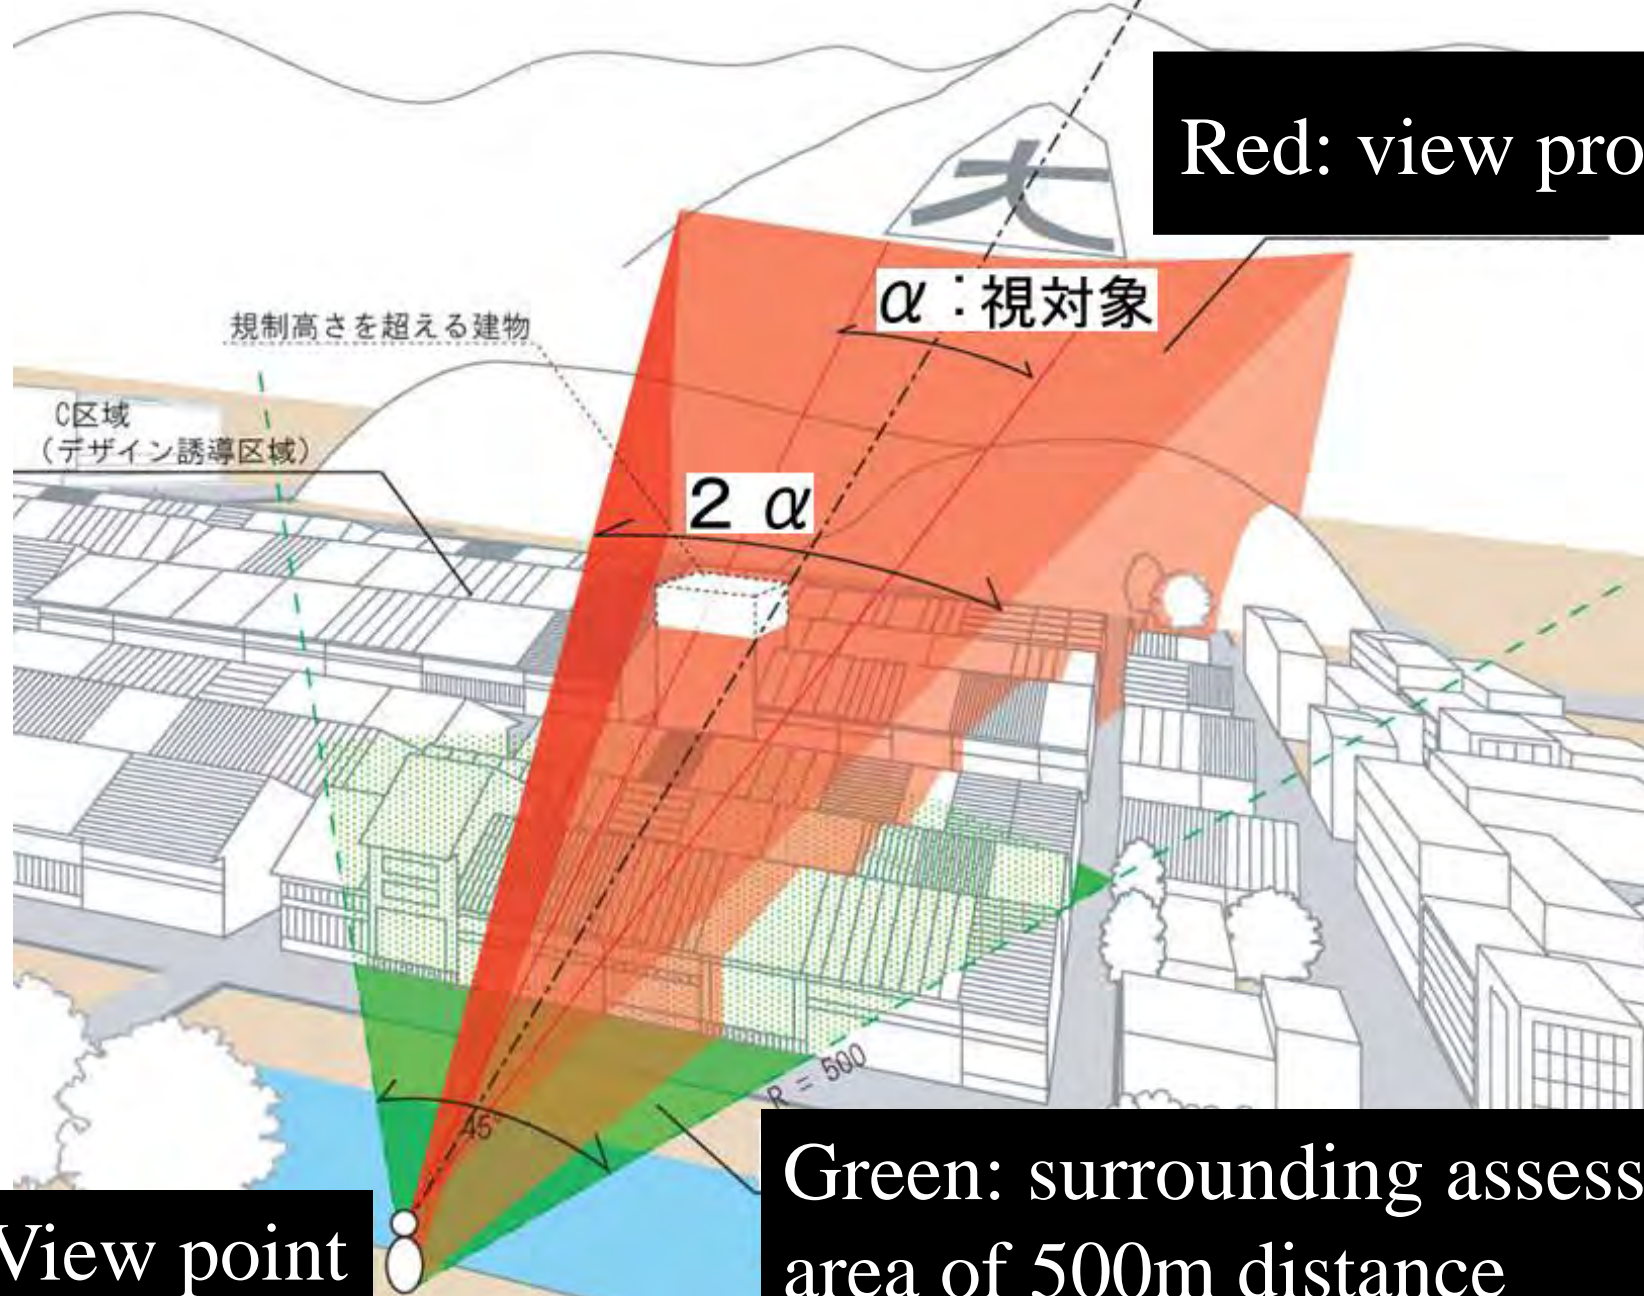 Red: view pro
大
α：視対象
規制高さを超える建物
C区域
（デザイン誘導区域）
2 α
R = 500
45
Green: surrounding assess
area of 500m distance
View point